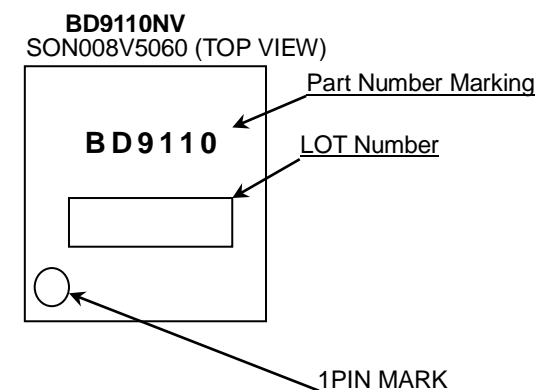 BD9110NV
SON008V5060 (TOP VIEW)
Part Number Marking
BD9110
LOT Number
1PIN MARK